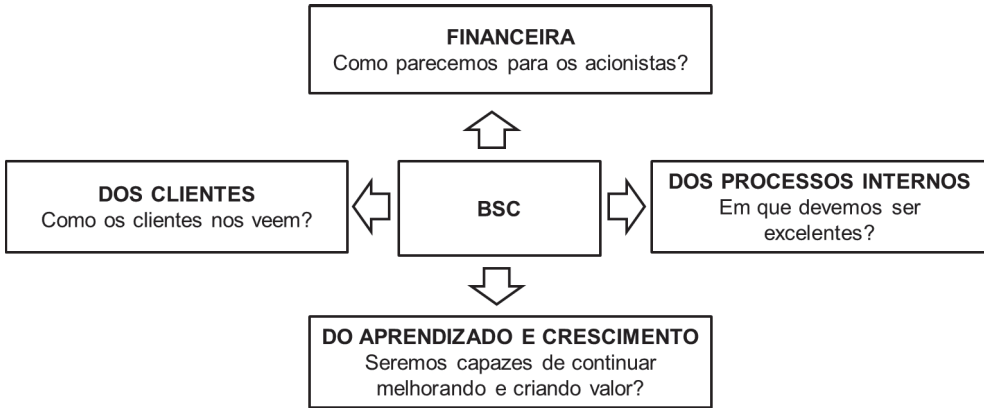 FINANCEIRA
Como parecemos para os acionistas?
DOS CLIENTES
Como os clientes nos veem?
BSC
DOS PROCESSOS INTERNOS
Em que devemos ser
excelentes?
DO APRENDIZADO E CRESCIMENTO
Seremos capazes de continuar
melhorando e criando valor?